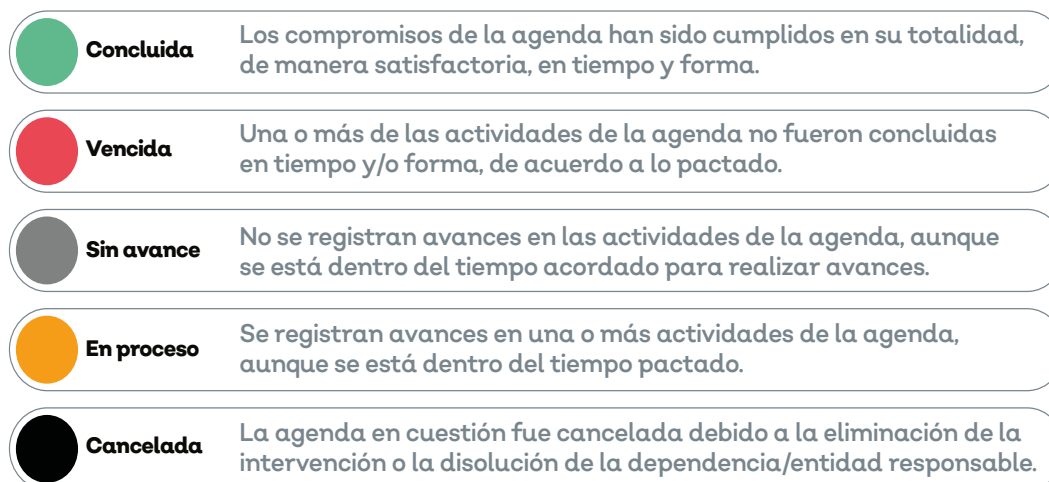 Concluida
Los compromisos de la agenda han sido cumplidos en su totalidad,
de manera satisfactoria, en tiempo y forma.
Vencida
Una o más de las actividades de la agenda no fueron concluidas
en tiempo y/o forma, de acuerdo a lo pactado.
Sin avance
No se registran avances en las actividades de la agenda, aunque
se está dentro del tiempo acordado para realizar avances.
En proceso
Se registran avances en una o más actividades de la agenda,
aunque se está dentro del tiempo pactado.
Cancelada
La agenda en cuestión fue cancelada debido a la eliminación de la
intervención o la disolución de la dependencia/entidad responsable.